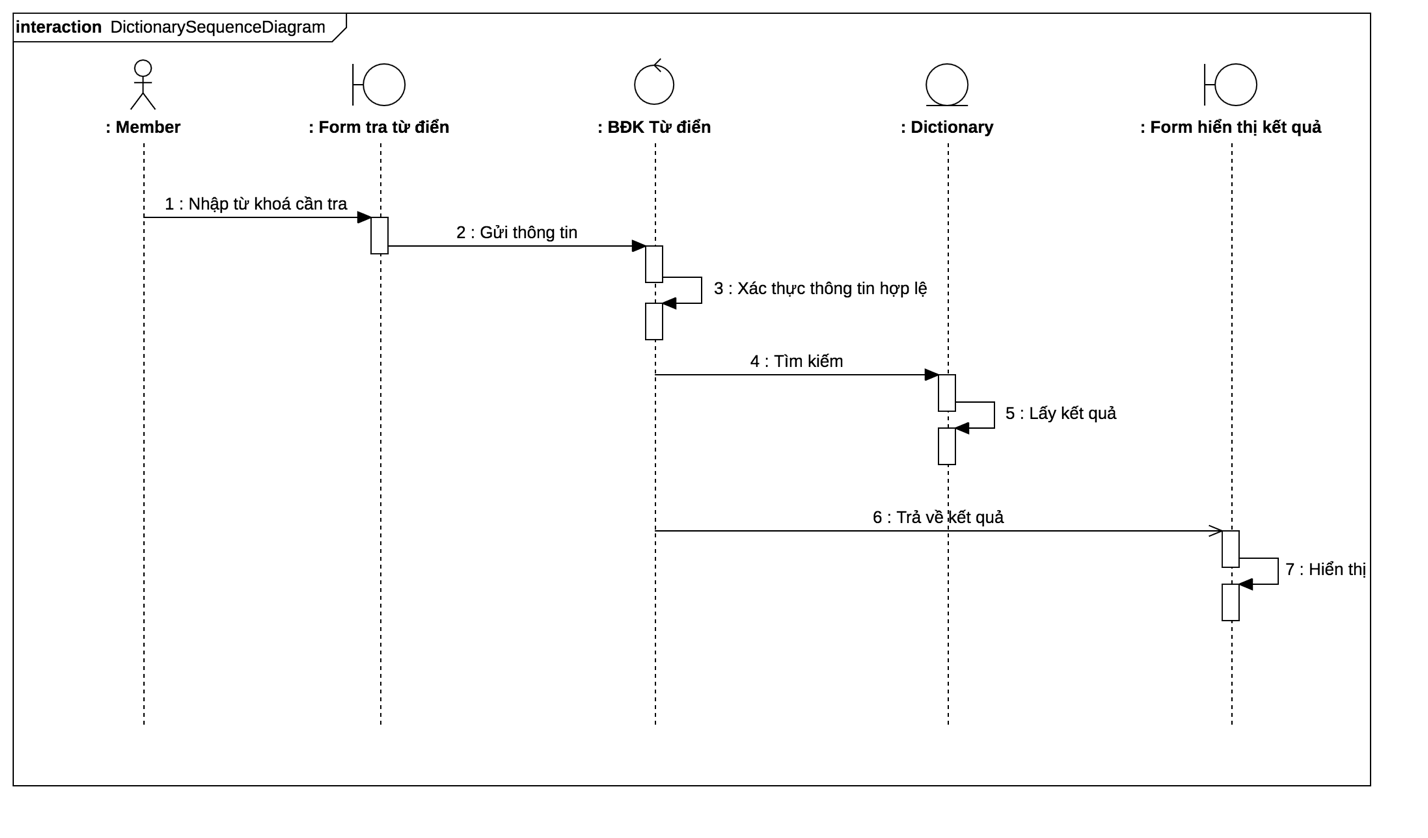 interaction DictionarySequenceDiagram
: Member
: Form tra từ điển
: BĐK Từ điển
: Dictionary
: Form hiển thị kết quả
1 : Nhập từ khoá cần tra
2 : Gửi thông tin
3 : Xác thực thông tin hợp lệ
4 : Tìm kiếm
5 : Lấy kết quả
6 : Trả về kết quả
7 : Hiển thị